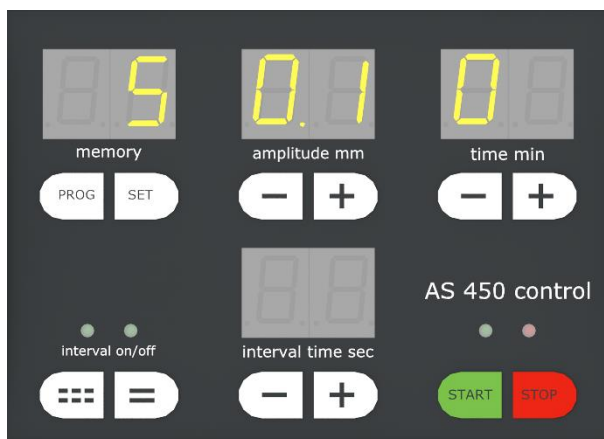 5 0.1 0
memory amplitude mm time min
PROG SET − + − +
AS 450 control
interval on/off interval time sec
− + START STOP